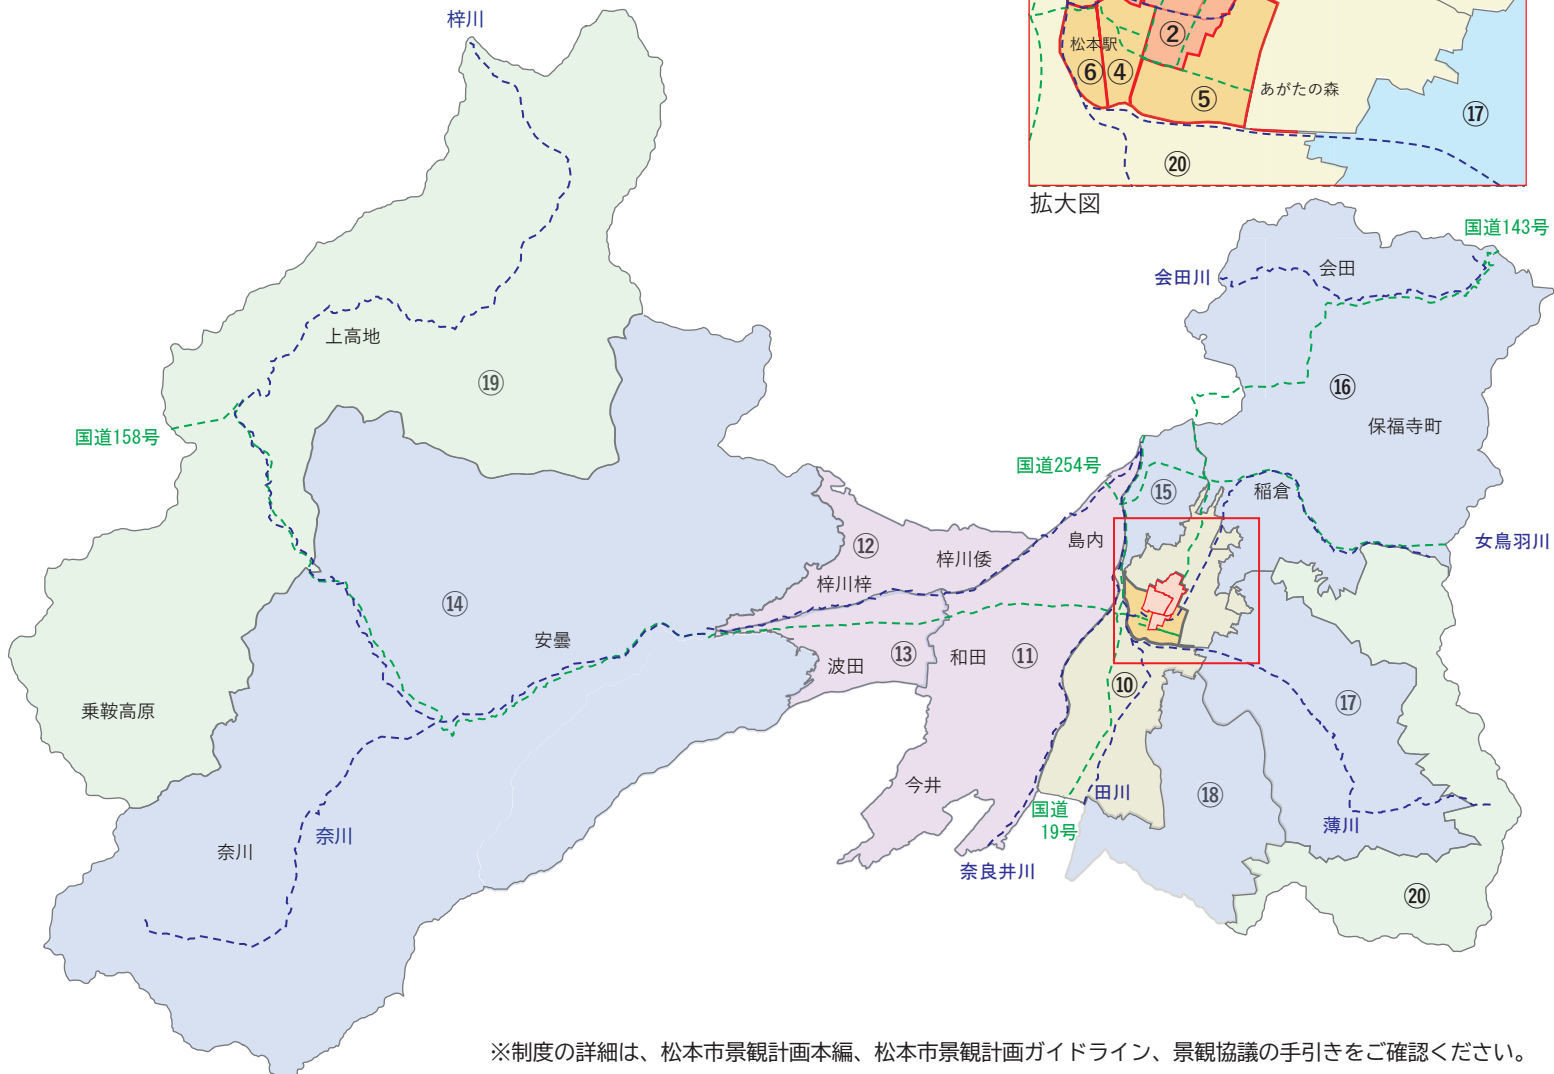 梓川
②
松本駅
⑥
④
⑤
あがたの森
⑰
⑳
拡大図
国道143号
会田川
会田
上高地
⑲
⑯
国道158号
保福寺町
国道254号
⑮
稲倉
島内
女鳥羽川
⑫
梓川倭
梓川梓
⑭
安曇
波田
⑬
和田
⑪
⑩
⑰
乗鞍高原
今井
田川
⑱
国道
19号
薄川
奈川
奈川
奈良井川
⑳
※制度の詳細は、松本市景観計画本編、松本市景観計画ガイドライン、景観協議の手引きをご確認ください。